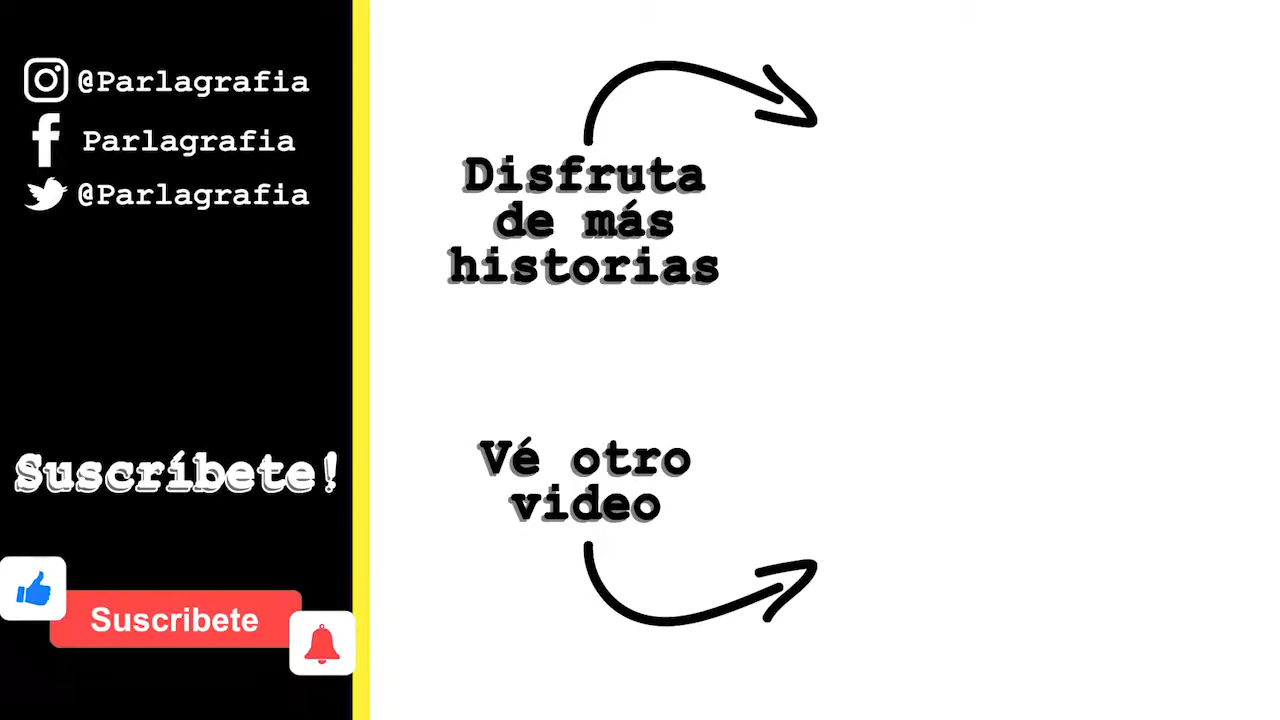 @Parlagrafia
Parlagrafia
@Parlagrafia
Suscríbete!
Suscribete
Disfruta
de más
historias
Vé otro
video